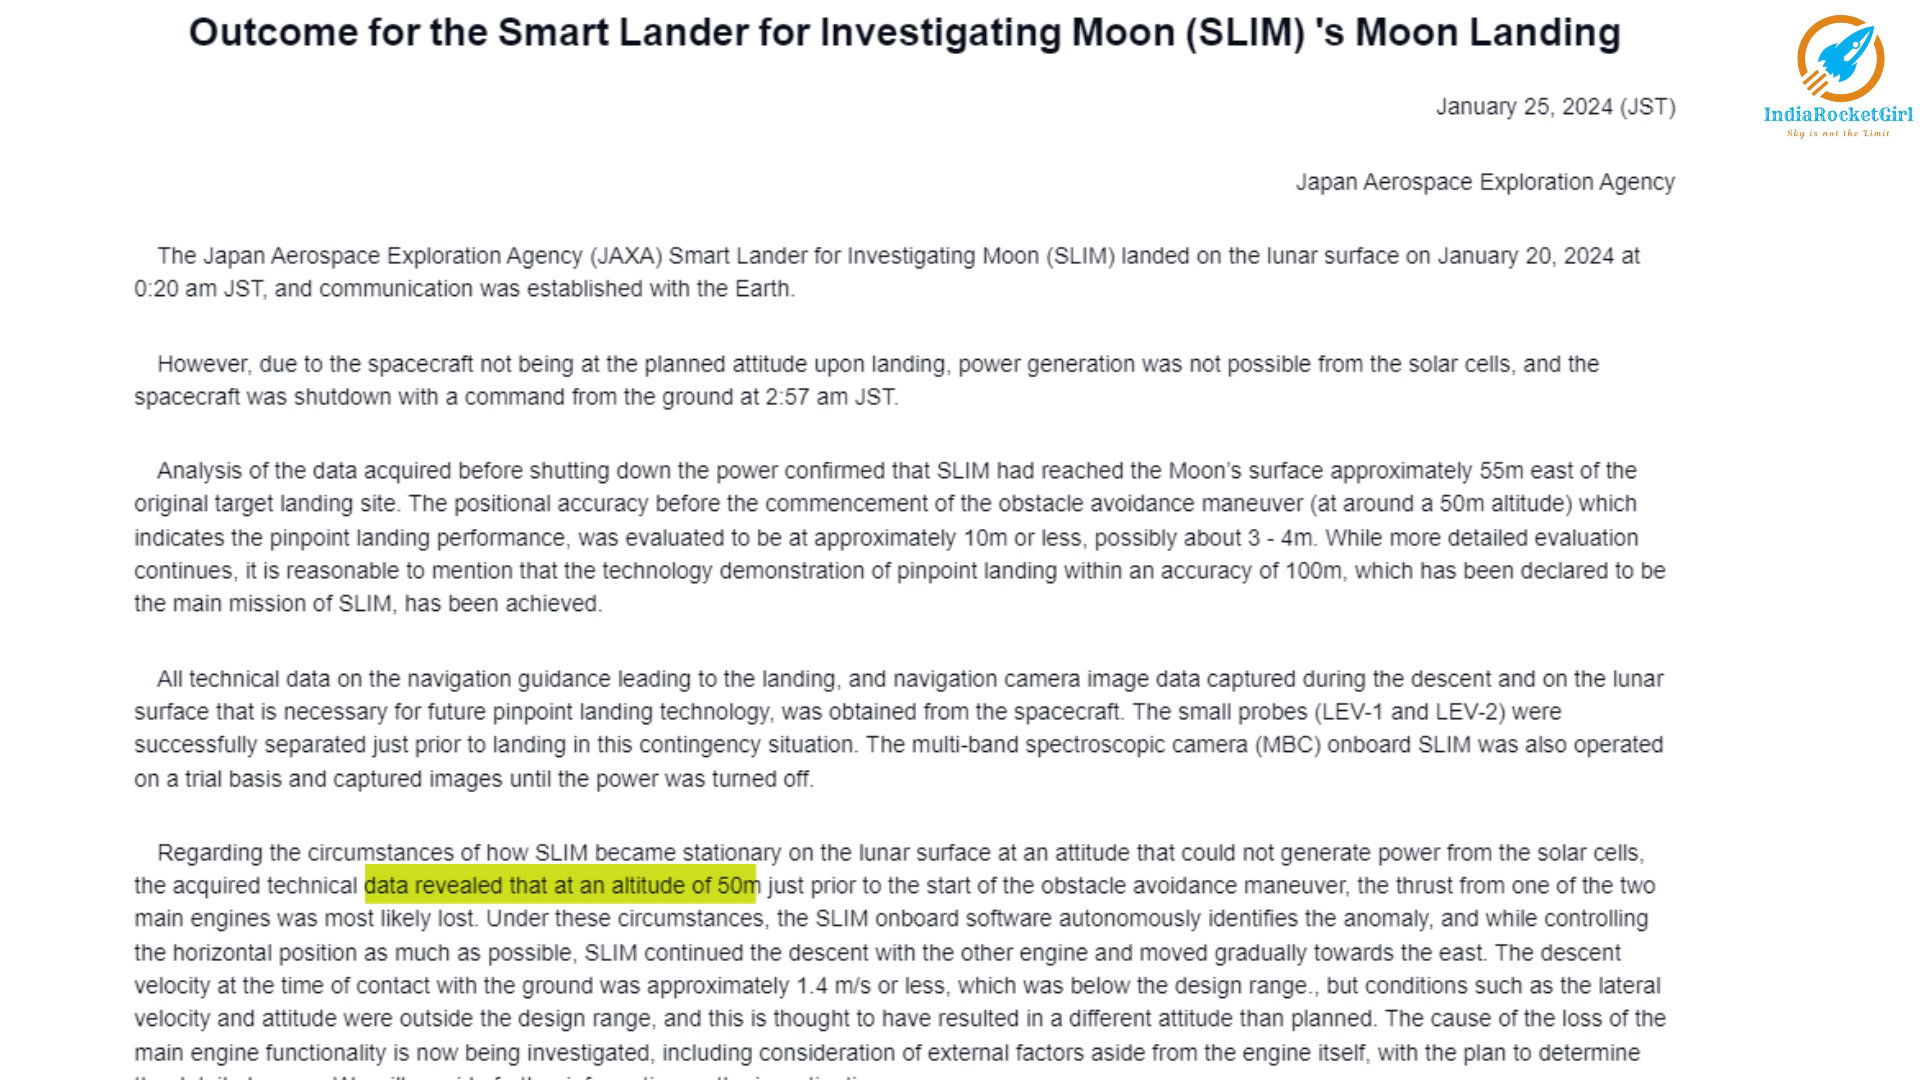 Outcome for the Smart Lander for Investigating Moon (SLIM) 's Moon Landing
IndiaRocketGirl
Sky is not the Limit
January 25, 2024 (JST)
Japan Aerospace Exploration Agency
The Japan Aerospace Exploration Agency (JAXA) Smart Lander for Investigating Moon (SLIM) landed on the lunar surface on January 20, 2024 at
0:20 am JST, and communication was established with the Earth.
However, due to the spacecraft not being at the planned attitude upon landing, power generation was not possible from the solar cells, and the
spacecraft was shutdown with a command from the ground at 2:57 am JST.
Analysis of the data acquired before shutting down the power confirmed that SLIM had reached the Moon's surface approximately 55m east of the
original target landing site. The positional accuracy before the commencement of the obstacle avoidance maneuver (at around a 50m altitude) which
indicates the pinpoint landing performance, was evaluated to be at approximately 10m or less, possibly about 3 - 4m. While more detailed evaluation
continues, it is reasonable to mention that the technology demonstration of pinpoint landing within an accuracy of 100m, which has been declared to be
the main mission of SLIM, has been achieved.
All technical data on the navigation guidance leading to the landing, and navigation camera image data captured during the descent and on the lunar
surface that is necessary for future pinpoint landing technology, was obtained from the spacecraft. The small probes (LEV-1 and LEV-2) were
successfully separated just prior to landing in this contingency situation. The multi-band spectroscopic camera (MBC) onboard SLIM was also operated
on a trial basis and captured images until the power was turned off.
Regarding the circumstances of how SLIM became stationary on the lunar surface at an attitude that could not generate power from the solar cells,
the acquired technical data revealed that at an altitude of 50m just prior to the start of the obstacle avoidance maneuver, the thrust from one of the two
main engines was most likely lost. Under these circumstances, the SLIM onboard software autonomously identifies the anomaly, and while controlling
the horizontal position as much as possible, SLIM continued the descent with the other engine and moved gradually towards the east. The descent
velocity at the time of contact with the ground was approximately 1.4 m/s or less, which was below the design range., but conditions such as the lateral
velocity and attitude were outside the design range, and this is thought to have resulted in a different attitude than planned. The cause of the loss of the
main engine functionality is now being investigated, including consideration of external factors aside from the engine itself, with the plan to determine